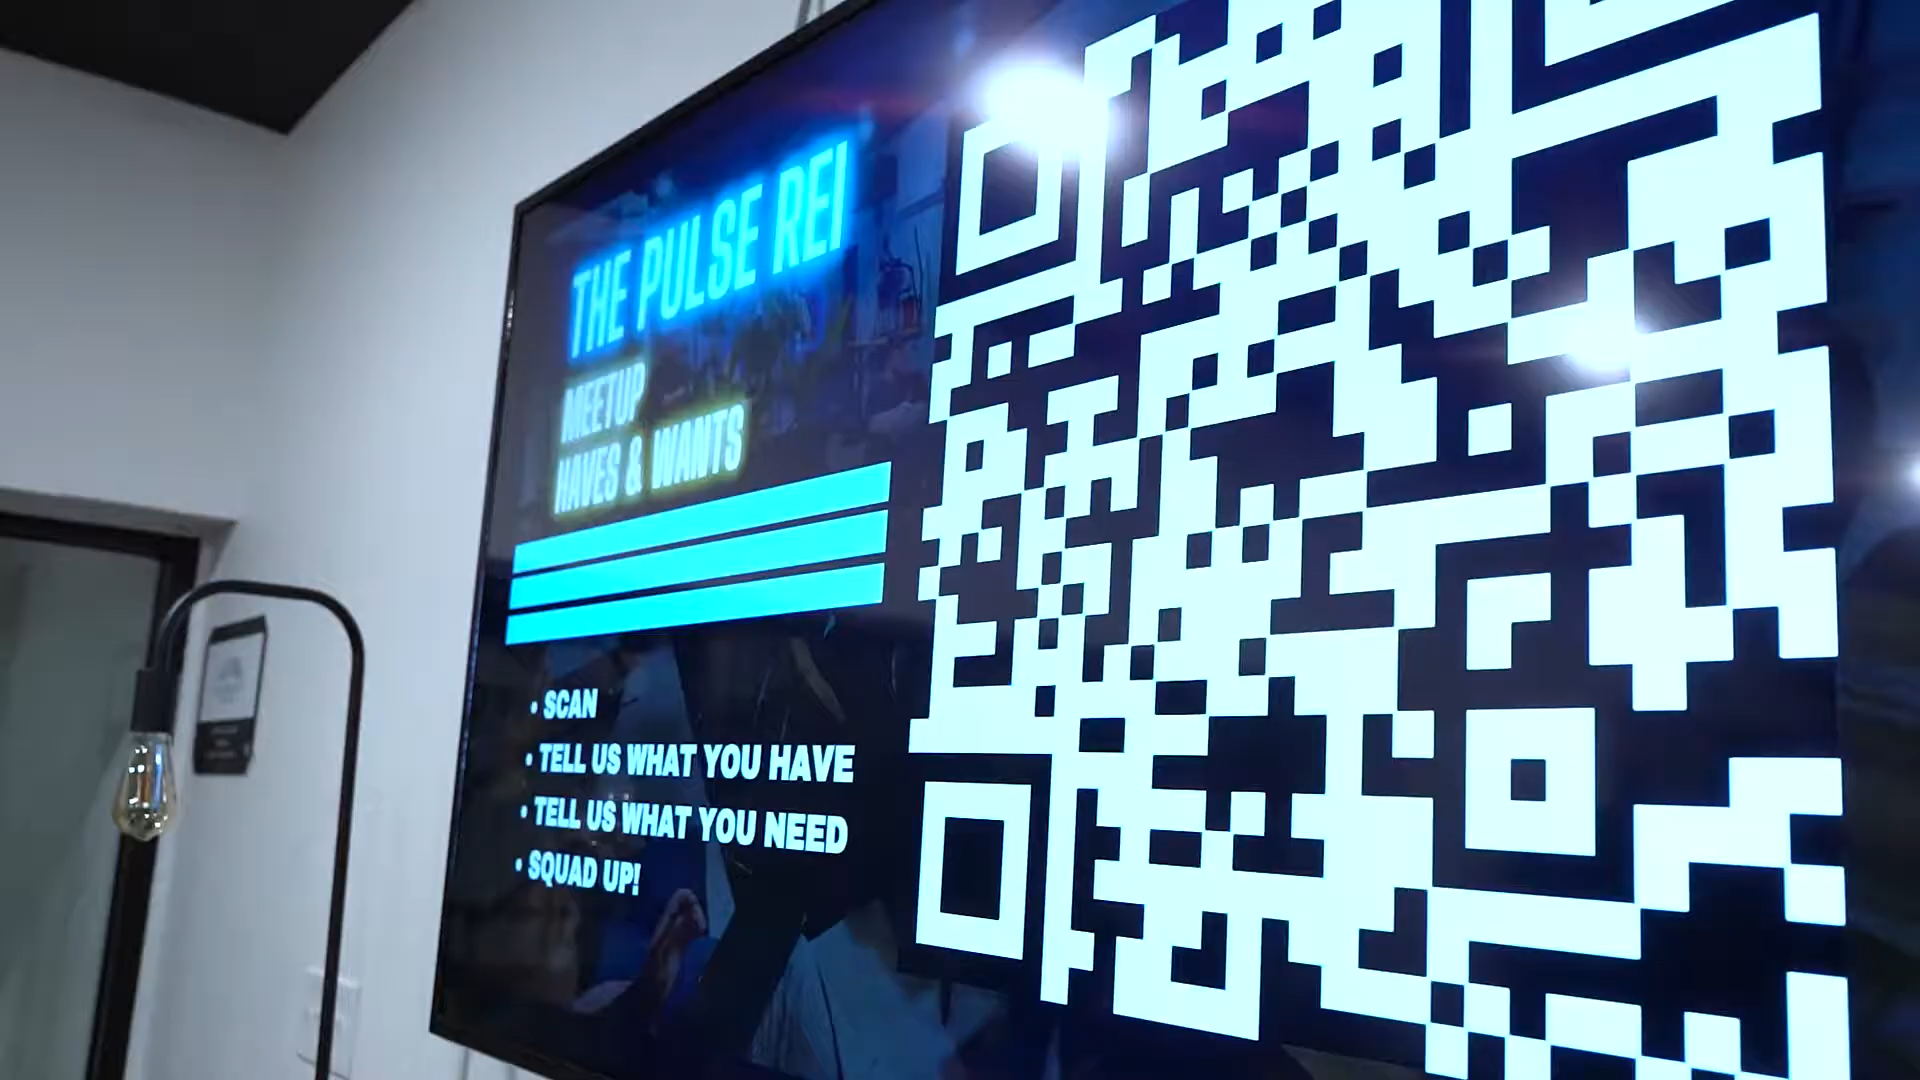 THE PULSE REI
MEETUP
HAVES & WANTS
• SCAN
• TELL US WHAT YOU HAVE
• TELL US WHAT YOU NEED
• SQUAD UP!